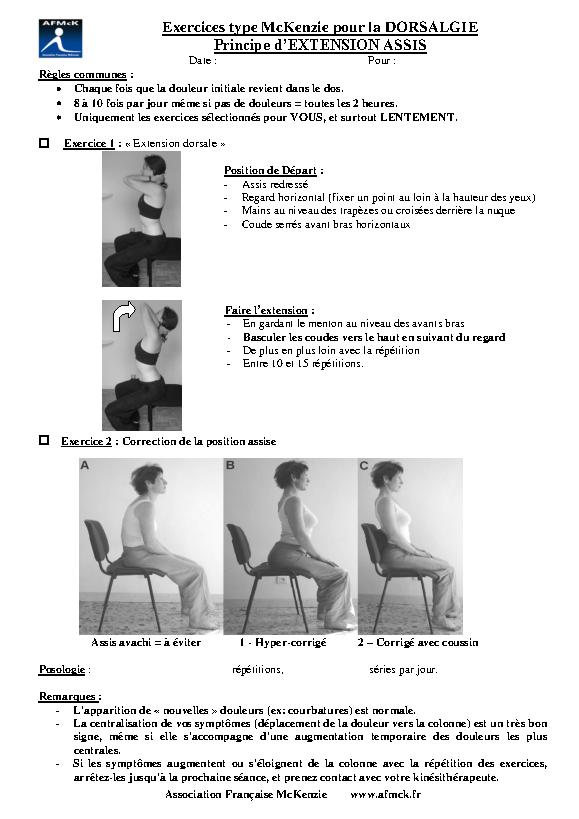 AFMcK
Association Française McKenzie
Exercices type McKenzie pour la DORSALGIE
Principe d'EXTENSION ASSIS
Date : Pour :
Règles communes :
• Chaque fois que la douleur initiale revient dans le dos.
• 8 à 10 fois par jour même si pas de douleurs = toutes les 2 heures.
• Uniquement les exercices sélectionnés pour VOUS, et surtout LENTEMENT.
Exercice 1 : « Extension dorsale »
Position de Départ :
- Assis redressé
- Regard horizontal (fixer un point au loin à la hauteur des yeux)
- Mains au niveau des trapèzes ou croisées derrière la nuque
- Coude serrés avant bras horizontaux
Faire l'extension :
- En gardant le menton au niveau des avants bras
- Basculer les coudes vers le haut en suivant du regard
- De plus en plus loin avec la répétition
- Entre 10 et 15 répétitions.
Exercice 2 : Correction de la position assise
A B C
Assis avachi = à éviter 1 - Hyper-corrigé 2 – Corrigé avec coussin
Posologie : répétitions, séries par jour.
Remarques :
- L'apparition de « nouvelles » douleurs (ex: courbatures) est normale.
- La centralisation de vos symptômes (déplacement de la douleur vers la colonne) est un très bon
signe, même si elle s'accompagne d'une augmentation temporaire des douleurs les plus
centrales.
- Si les symptômes augmentent ou s'éloignent de la colonne avec la répétition des exercices,
arrêtez-les jusqu'à la prochaine séance, et prenez contact avec votre kinésithérapeute.
Association Française McKenzie www.afmck.fr